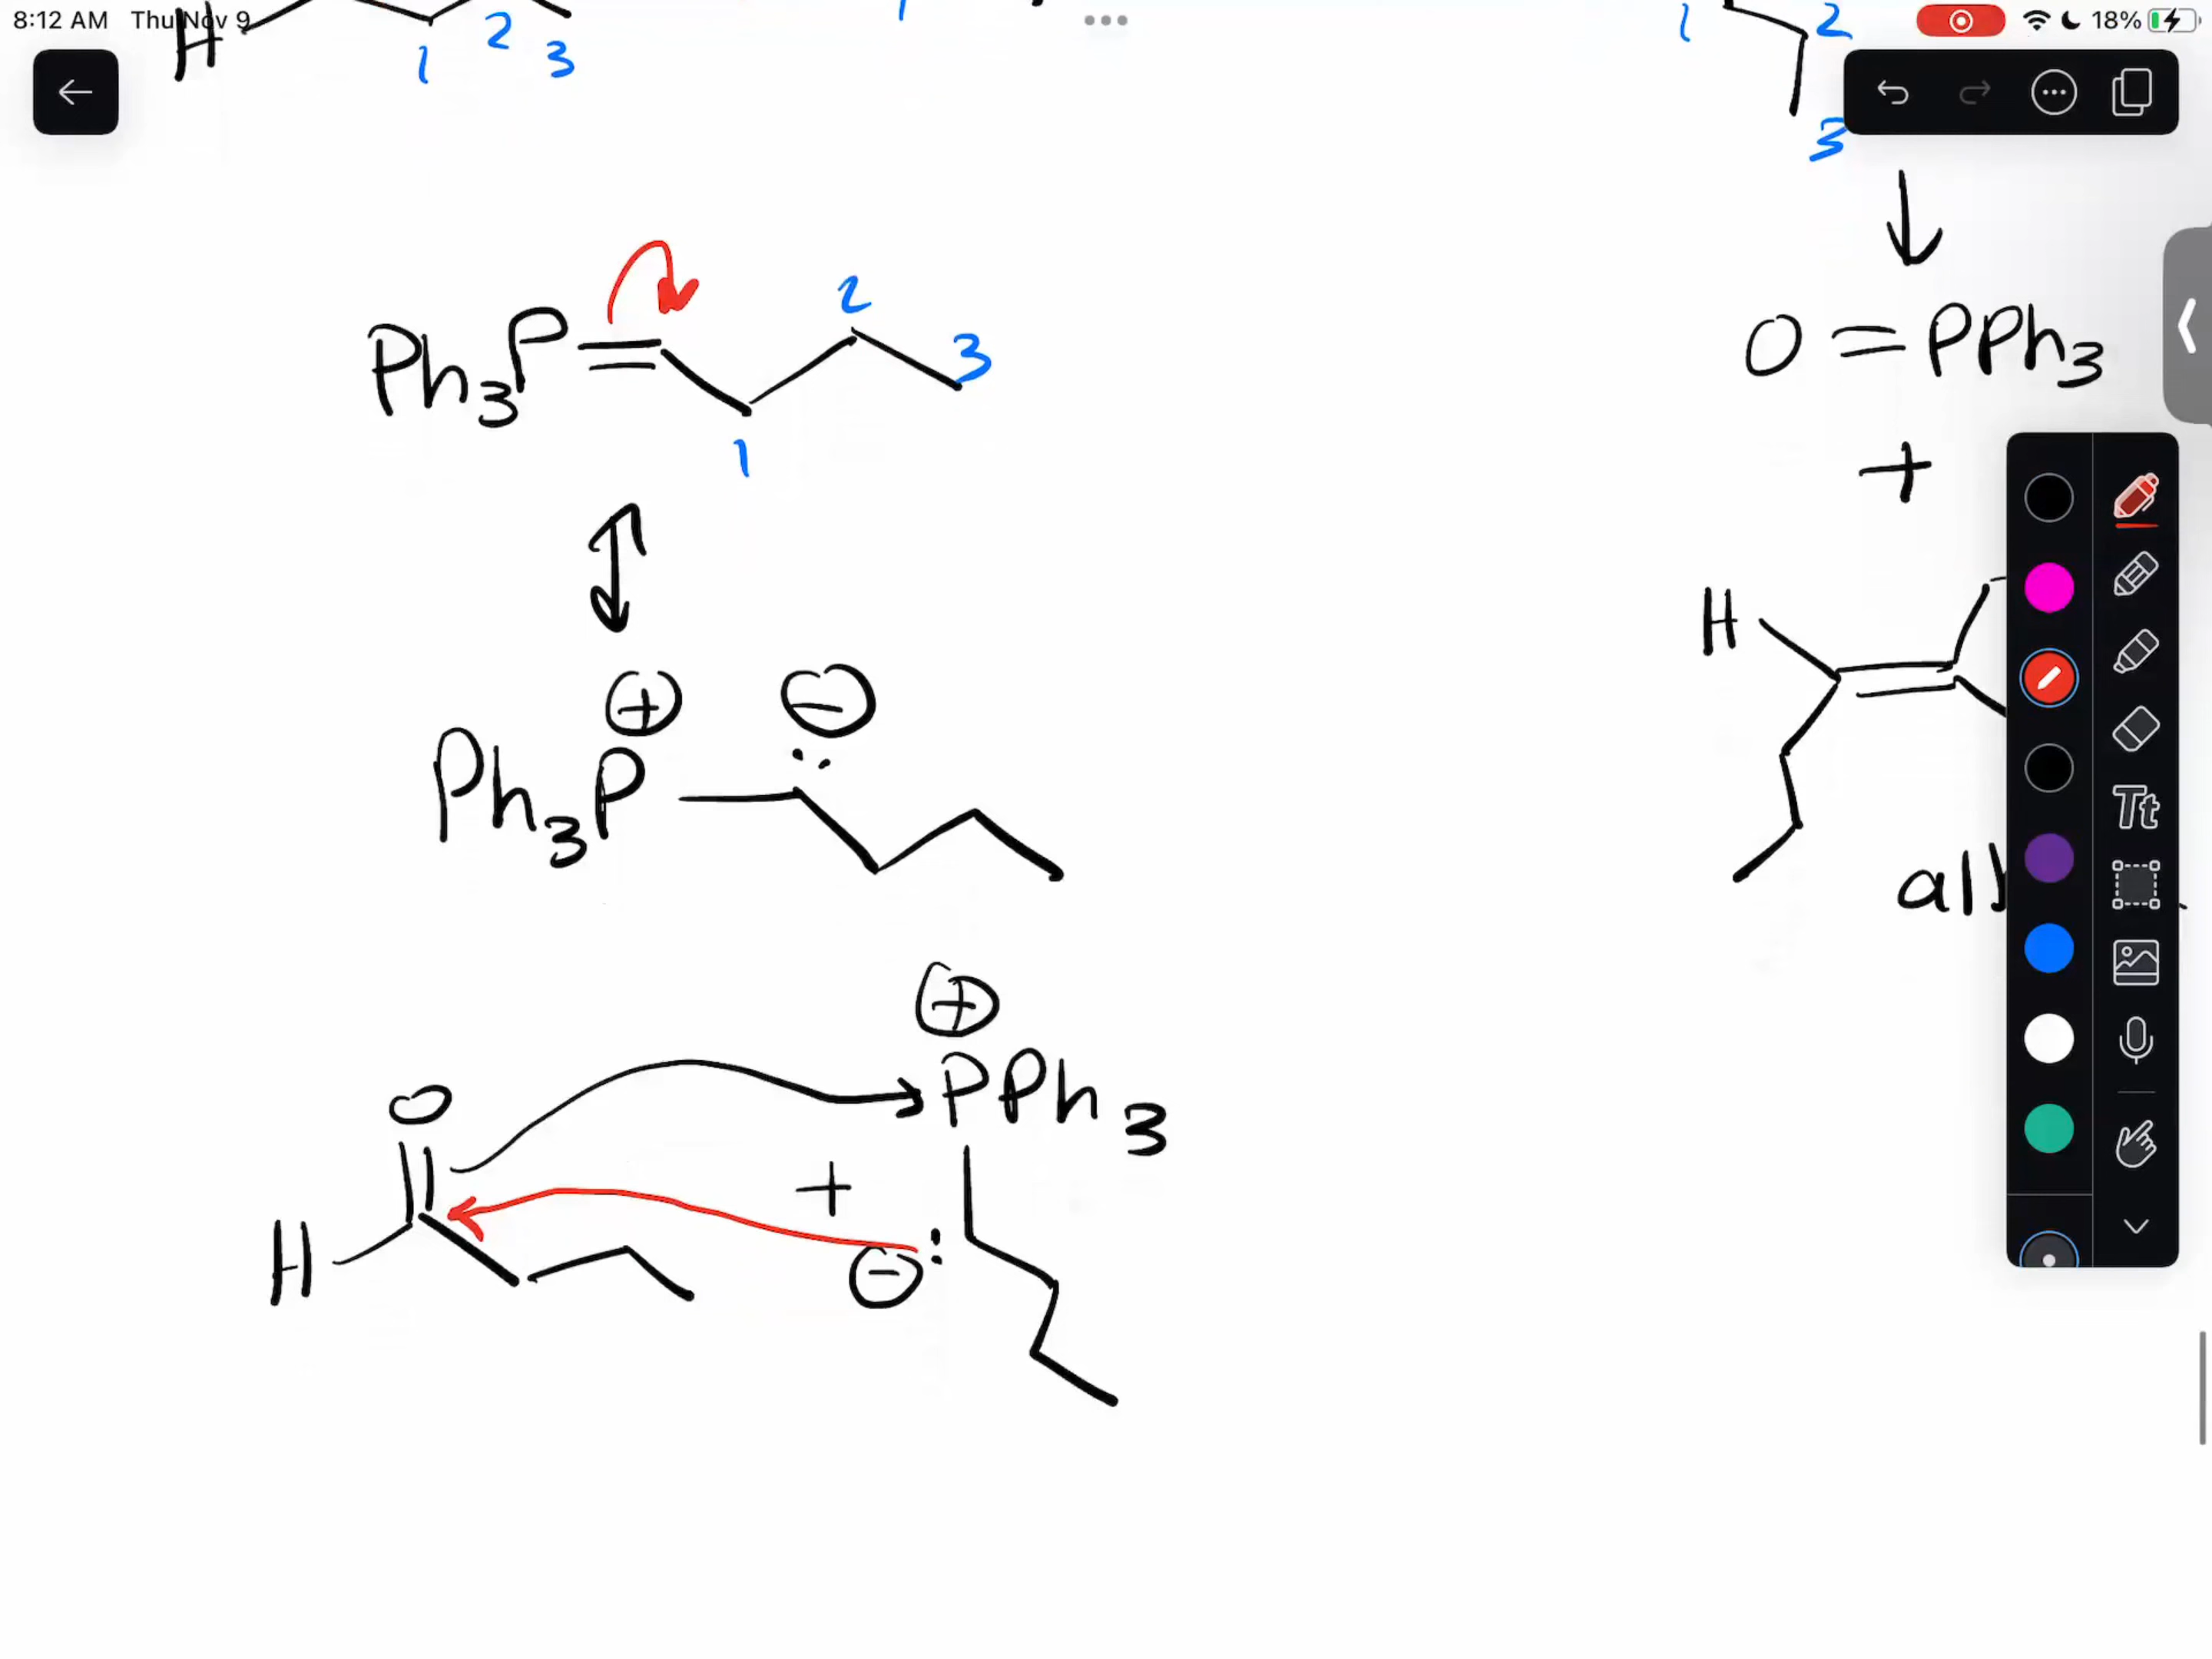 8:12 AM Thu Nov 9
18%
H
1
2
3
1
2
3
Ph3P
1
2
3
O = PPh3
+
H
Ph3P
+
−
Tt
+
O
PPh3
+
H
−